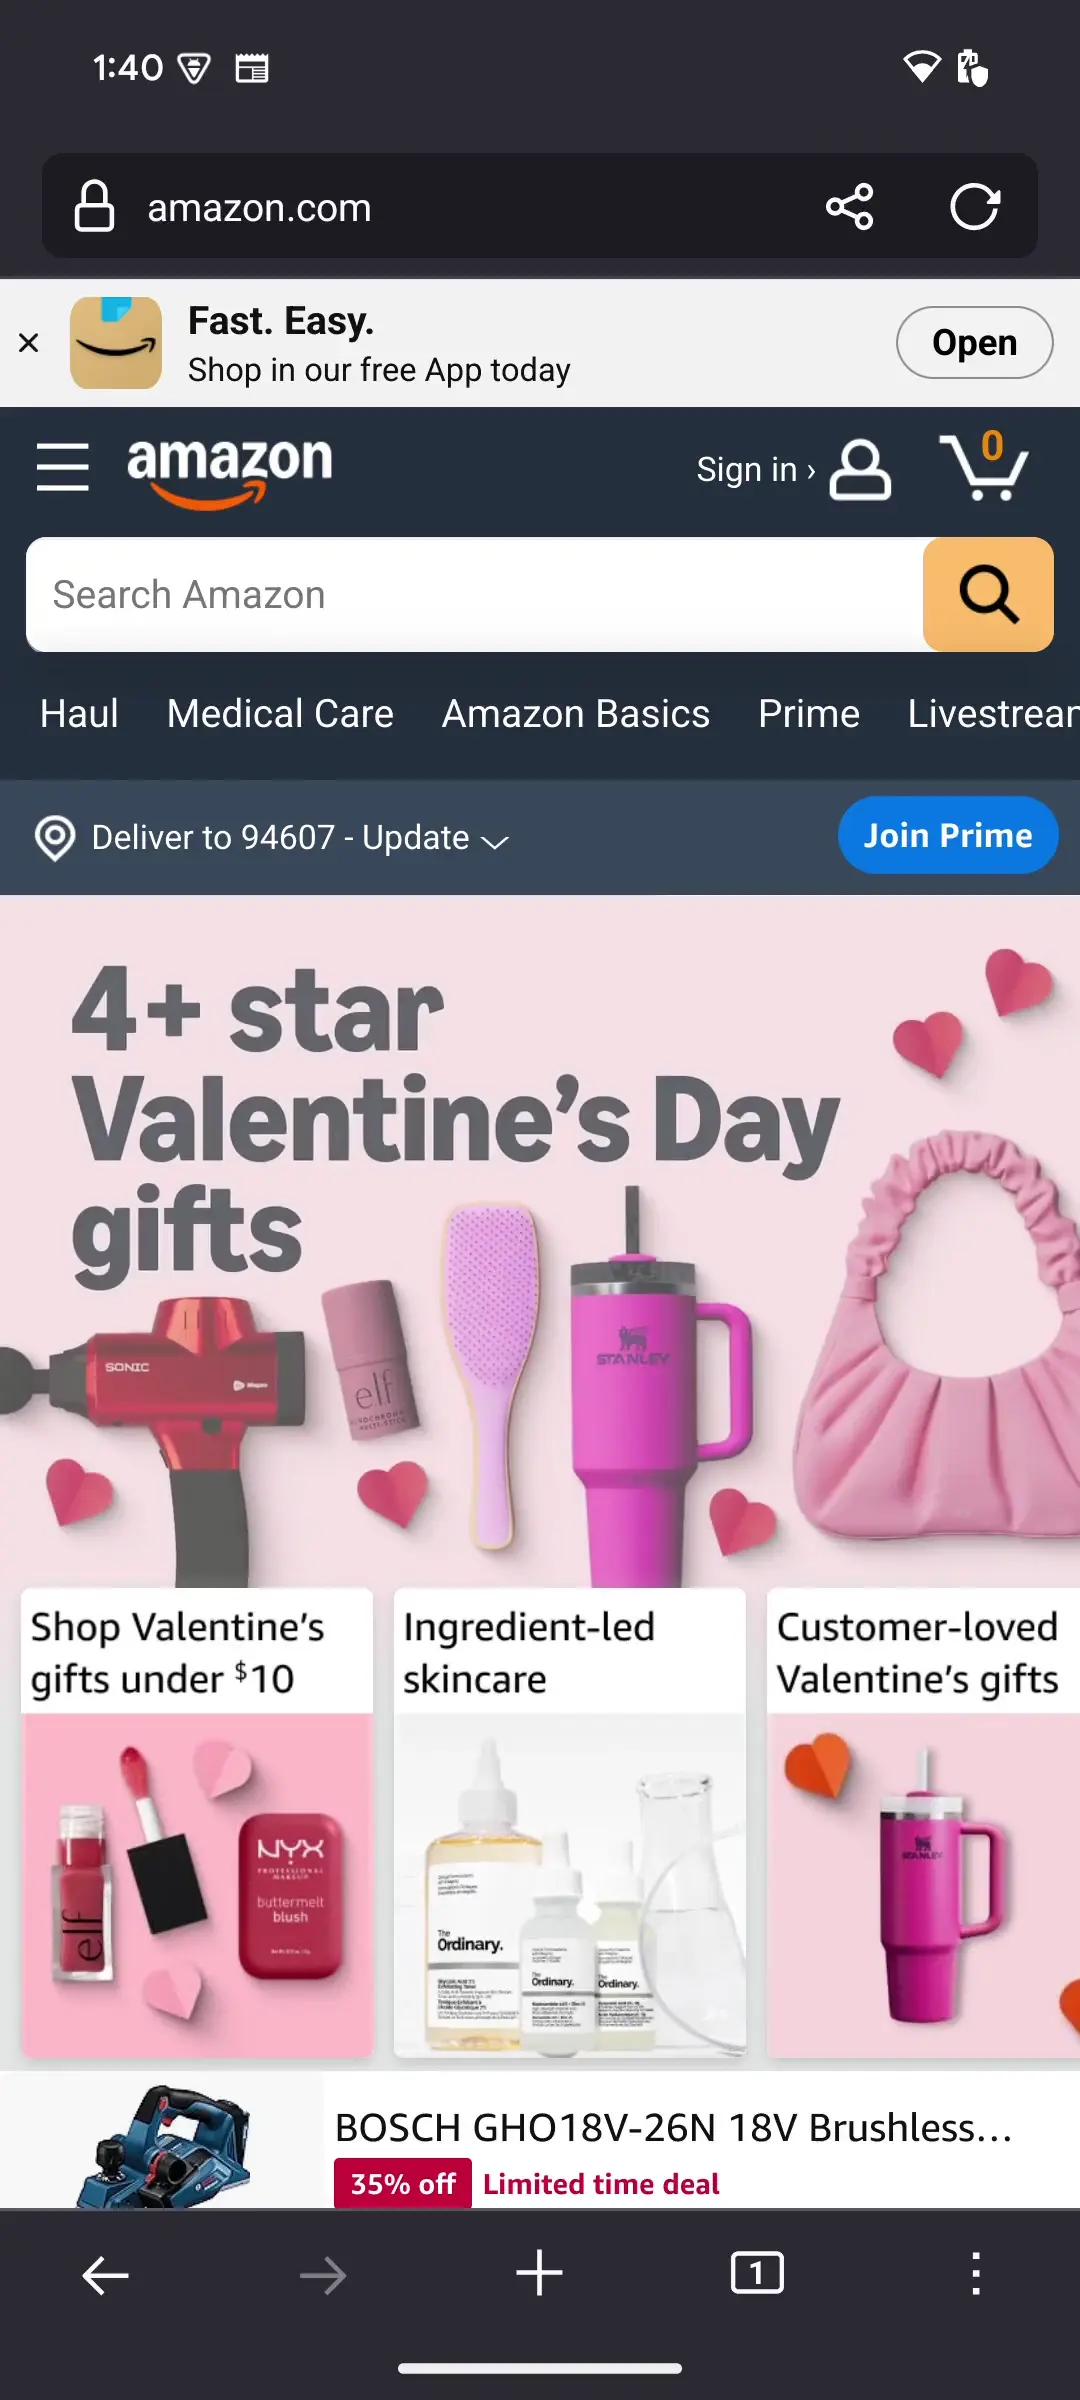 1:40
amazon.com
Fast. Easy.
Shop in our free App today
Open
amazon
Sign in ›
0
Search Amazon
Haul
Medical Care
Amazon Basics
Prime
Livestrear
Deliver to 94607 - Update
Join Prime
4+ star
Valentine's Day
gifts
SONIC
elf
STANLEY
Shop Valentine's
gifts under $10
Ingredient-led
skincare
Customer-loved
Valentine's gifts
elf
NYX
PROFESSIONAL
MAKEUP
buttermelt
blush
The
Ordinary.
Ordinary.
Ordinary.
STANLEY
BOSCH GHO18V-26N 18V Brushless...
35% off
Limited time deal
1